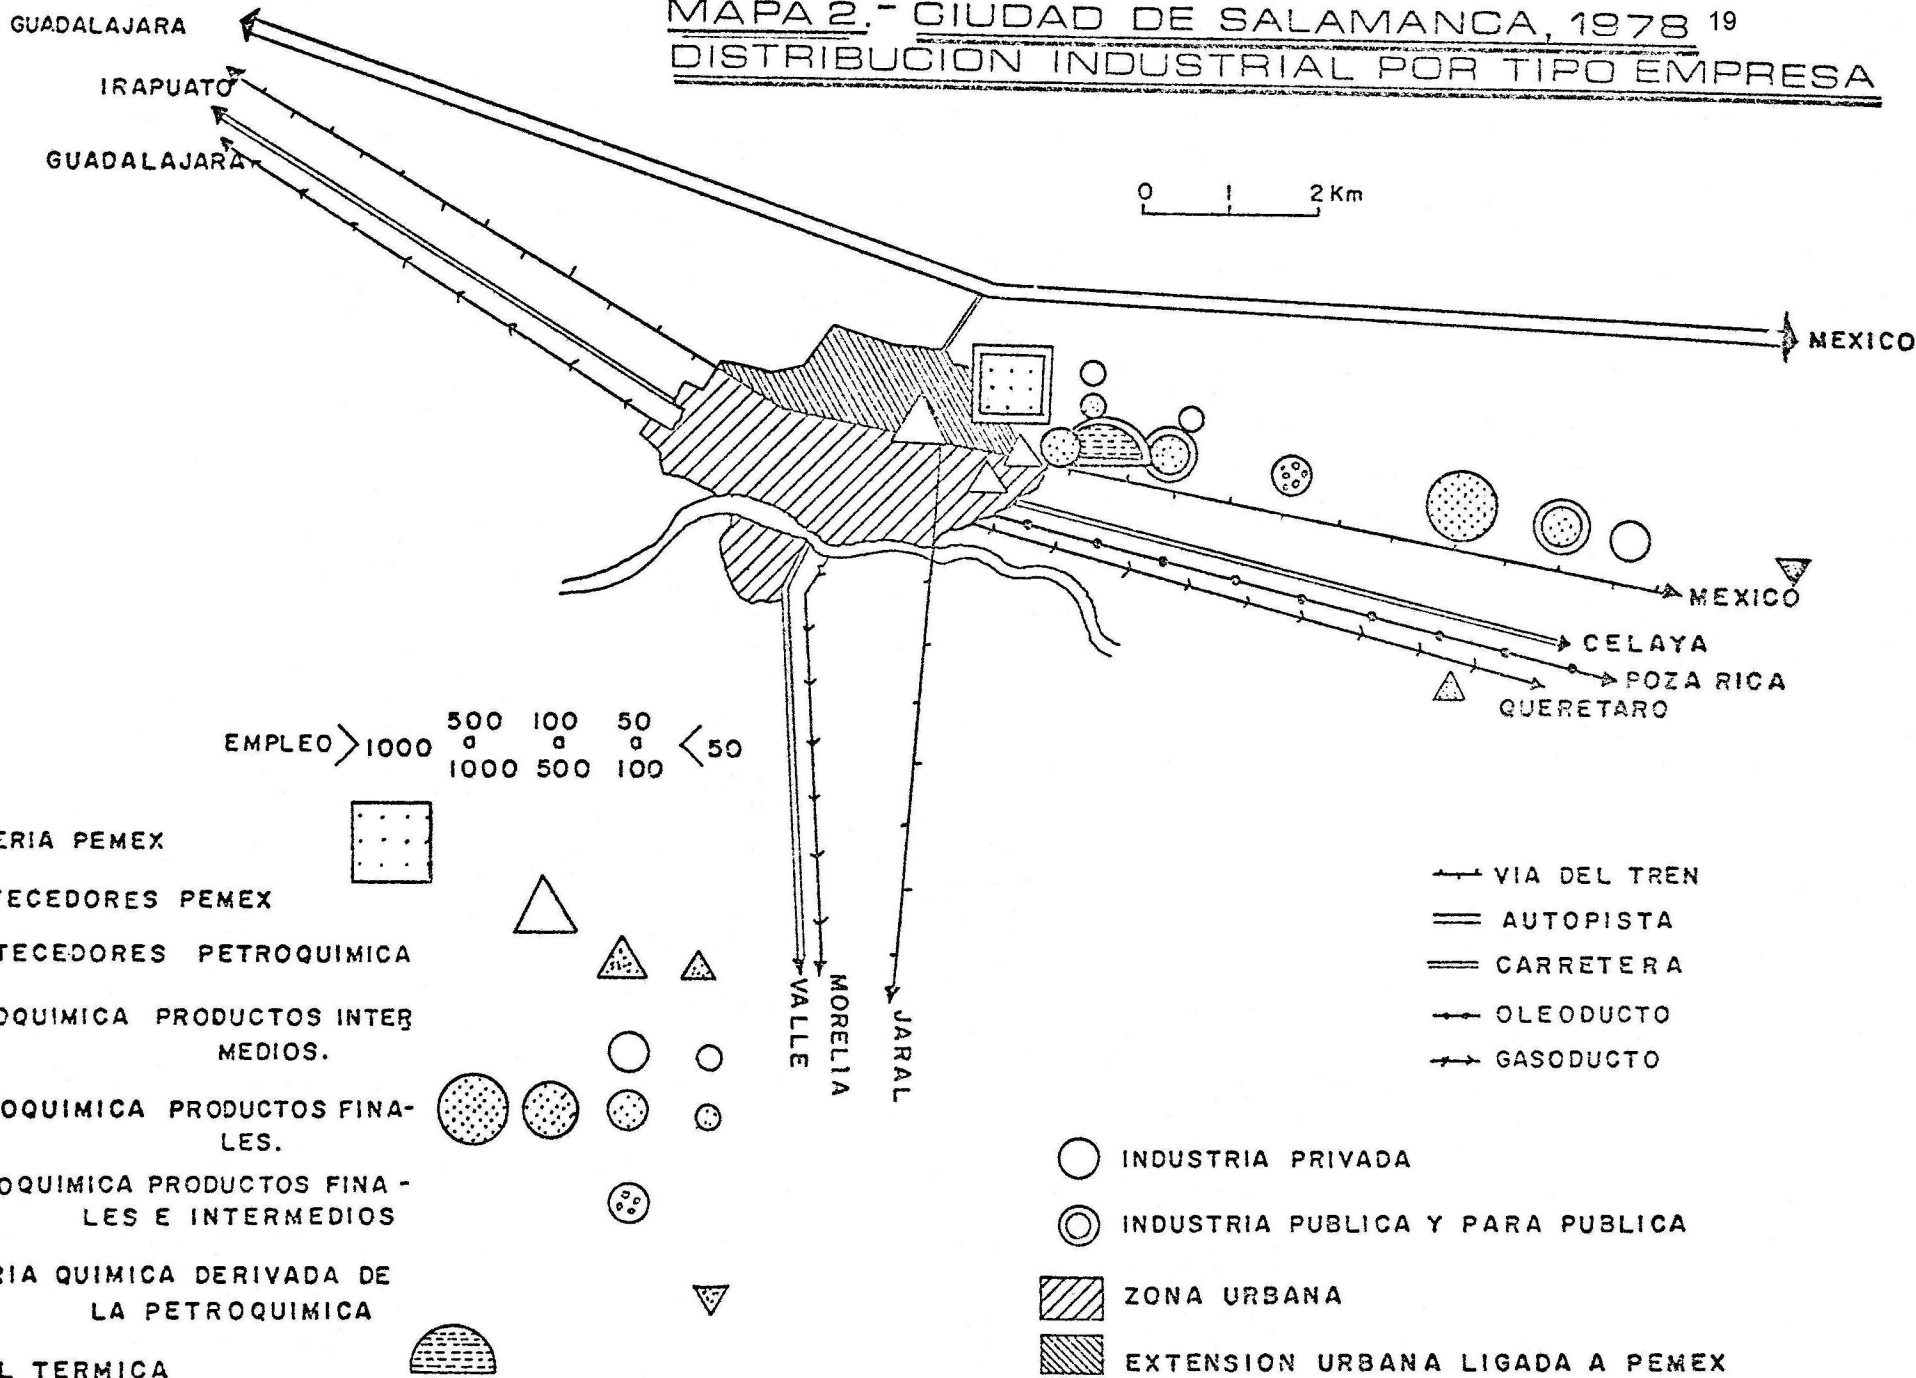 MAPA 2.- CIUDAD DE SALAMANCA, 1978 19
DISTRIBUCION INDUSTRIAL POR TIPO EMPRESA
GUADALAJARA
IRAPUATO
GUADALAJARA
0 1 2 Km
MEXICO
MEXICO
CELAYA
POZA RICA
QUERETARO
VALLE
MORELIA
JARAL
EMPLEO >1000 500 a 1000 100 a 500 50 a 100 <50
ERIA PEMEX
TECEDORES PEMEX
TECEDORES PETROQUIMICA
OQUIMICA PRODUCTOS INTER
MEDIOS.
OQUIMICA PRODUCTOS FINA-
LES.
OQUIMICA PRODUCTOS FINA-
LES E INTERMEDIOS
RIA QUIMICA DERIVADA DE
LA PETROQUIMICA
L TERMICA
VIA DEL TREN
AUTOPISTA
CARRETERA
OLEODUCTO
GASODUCTO
INDUSTRIA PRIVADA
INDUSTRIA PUBLICA Y PARA PUBLICA
ZONA URBANA
EXTENSION URBANA LIGADA A PEMEX